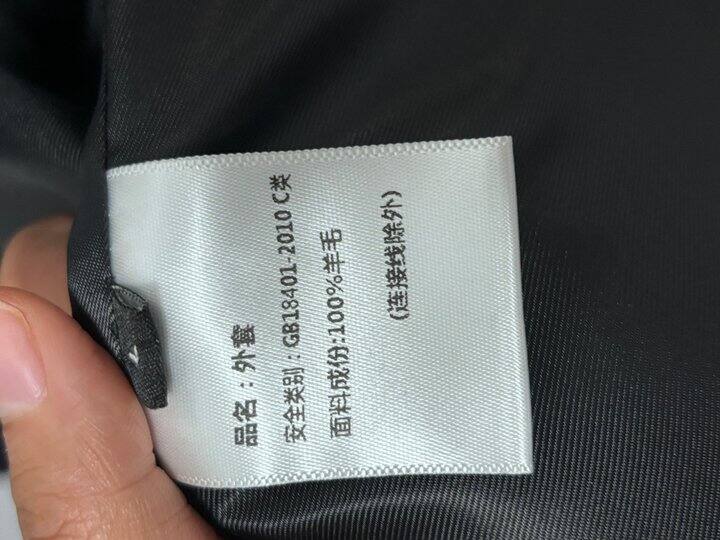 品名：外套
安全类别：GB18401-2010 C类
面料成份:100%羊毛
(连接线除外)